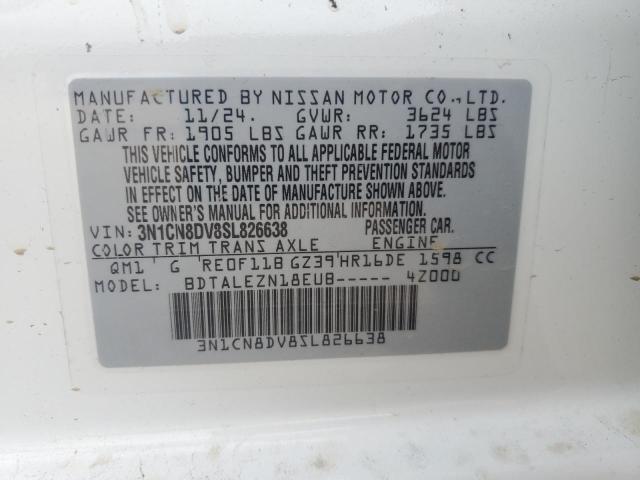 MANUFACTURED BY NISSAN MOTOR CO.,LTD.
DATE: 11/24. GVWR: 3624 LBS
GAWR FR: 1905 LBS GAWR RR: 1735 LBS
THIS VEHICLE CONFORMS TO ALL APPLICABLE FEDERAL MOTOR
VEHICLE SAFETY, BUMPER AND THEFT PREVENTION STANDARDS
IN EFFECT ON THE DATE OF MANUFACTURE SHOWN ABOVE.
SEE OWNER'S MANUAL FOR ADDITIONAL INFORMATION.
VIN: 3N1CN8DV8SL826638 PASSENGER CAR.
COLOR TRIM TRANS AXLE ENGINE
QM1 G RE0F11B GZ39 HR16DE 1598 CC
MODEL: BDTALEZN18EUB----- 4Z000
3N1CN8DV8SL826638